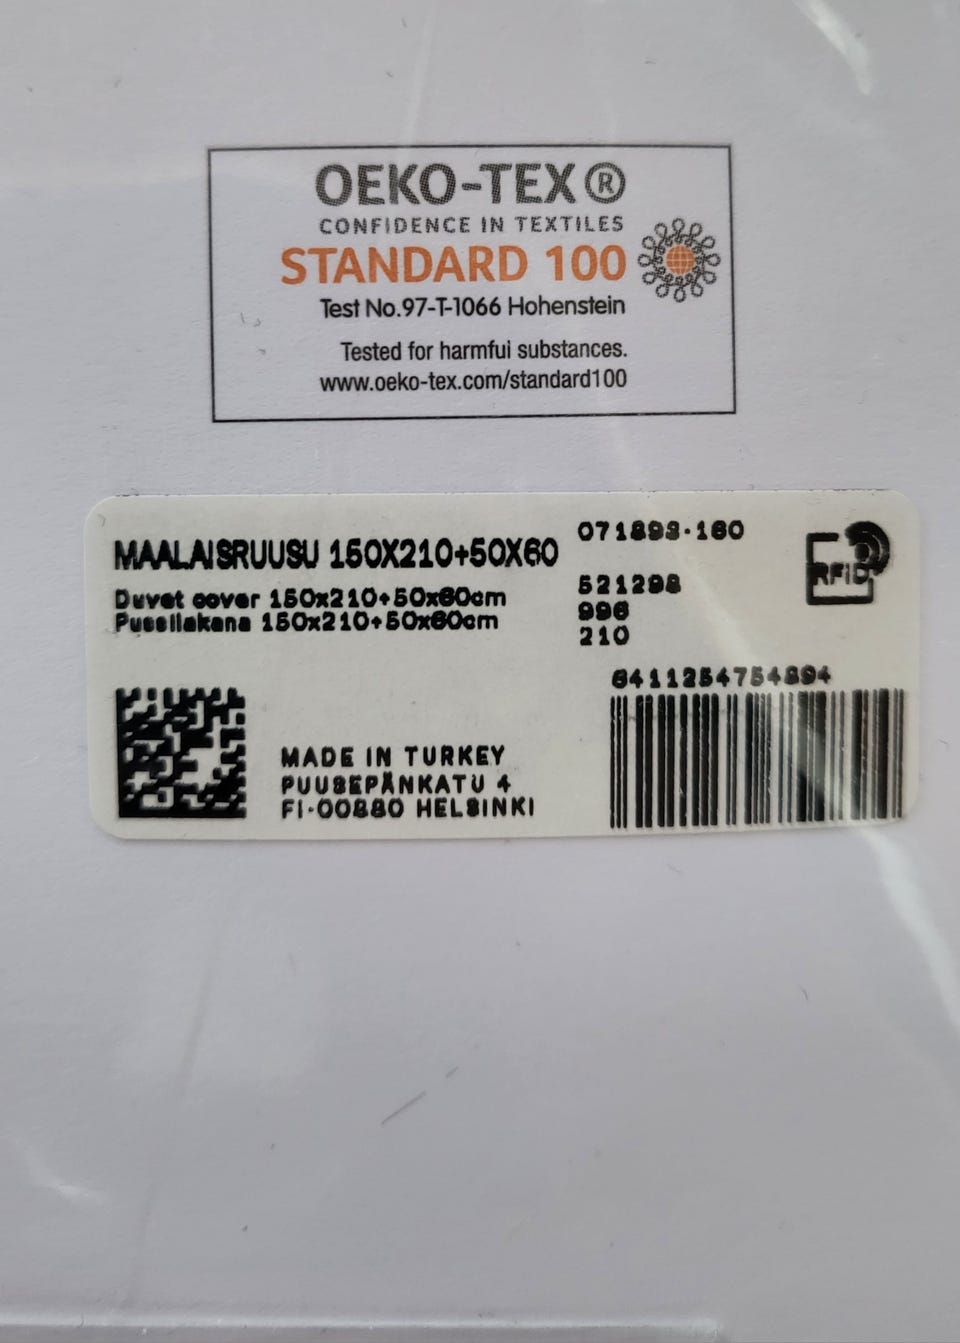 OEKO-TEX®
CONFIDENCE IN TEXTILES
STANDARD 100
Test No.97-T-1066 Hohenstein
Tested for harmful substances.
www.oeko-tex.com/standard100
MAALAISRUUSU 150X210+50X60
Duvet cover 150x210+50x60cm
Pussilakana 150x210+50x60cm
071893-160
521298
996
210
RFID
6411254754894
MADE IN TURKEY
PUUSEPÄNKATU 4
FI-00880 HELSINKI